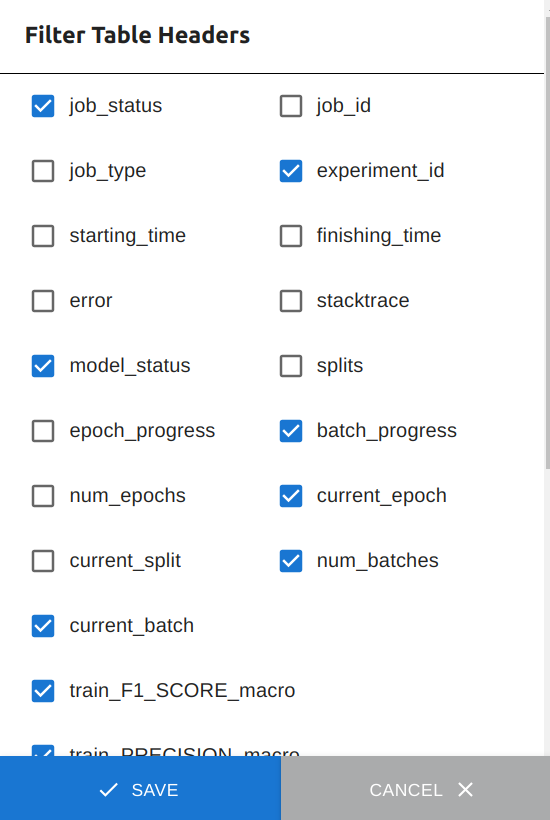 Filter Table Headers
job_status job_id
job_type experiment_id
starting_time finishing_time
error stacktrace
model_status splits
epoch_progress batch_progress
num_epochs current_epoch
current_split num_batches
current_batch
train_F1_SCORE_macro
train_PRECISION_macro
SAVE CANCEL